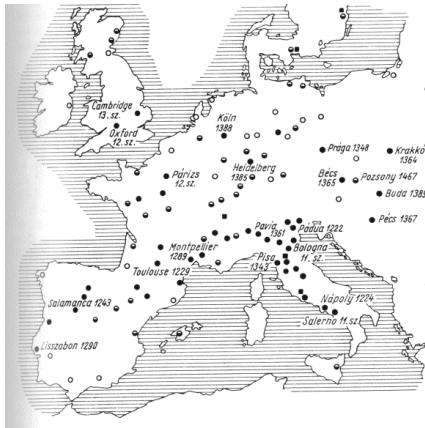 Cambridge
13. sz.
Oxford
12. sz.
Köln
1388
Prága 1348
Krakkó
1364
Heidelberg
1385
Párizs
12. sz.
Bécs
1365
Pozsony 1467
Buda 1389
Pécs 1367
Pavia
1361
Pádua 1222
Bologna
11. sz.
Montpellier
1289
Pisa
1343
Toulouse 1229
Salamanca 1243
Nápoly 1224
Salerno 11.sz.
Lisszabon 1290